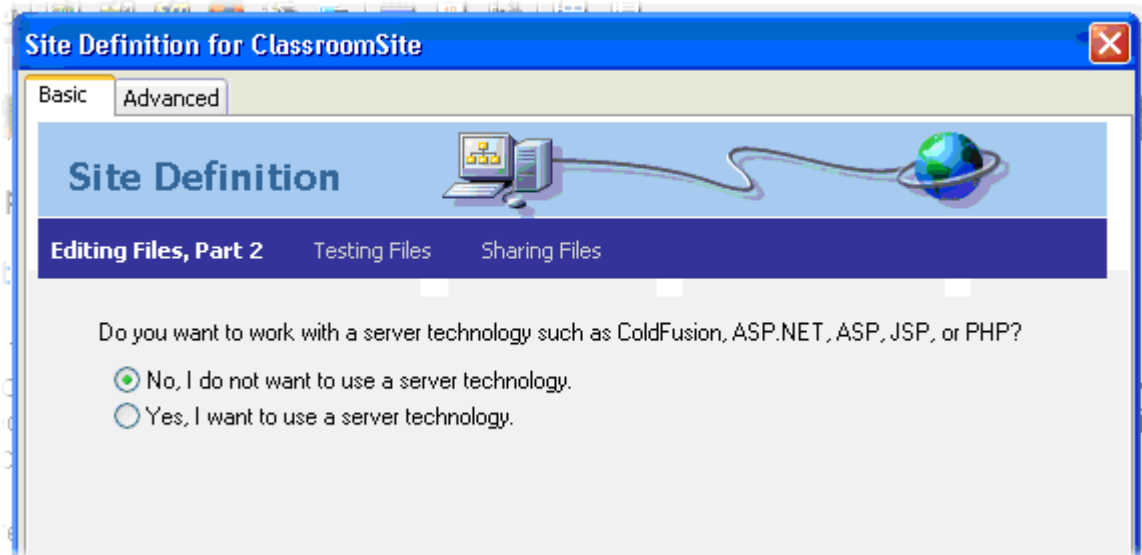 Site Definition for ClassroomSite
Basic Advanced
Site Definition
Editing Files, Part 2 Testing Files Sharing Files
Do you want to work with a server technology such as ColdFusion, ASP.NET, ASP, JSP, or PHP?
No, I do not want to use a server technology.
Yes, I want to use a server technology.